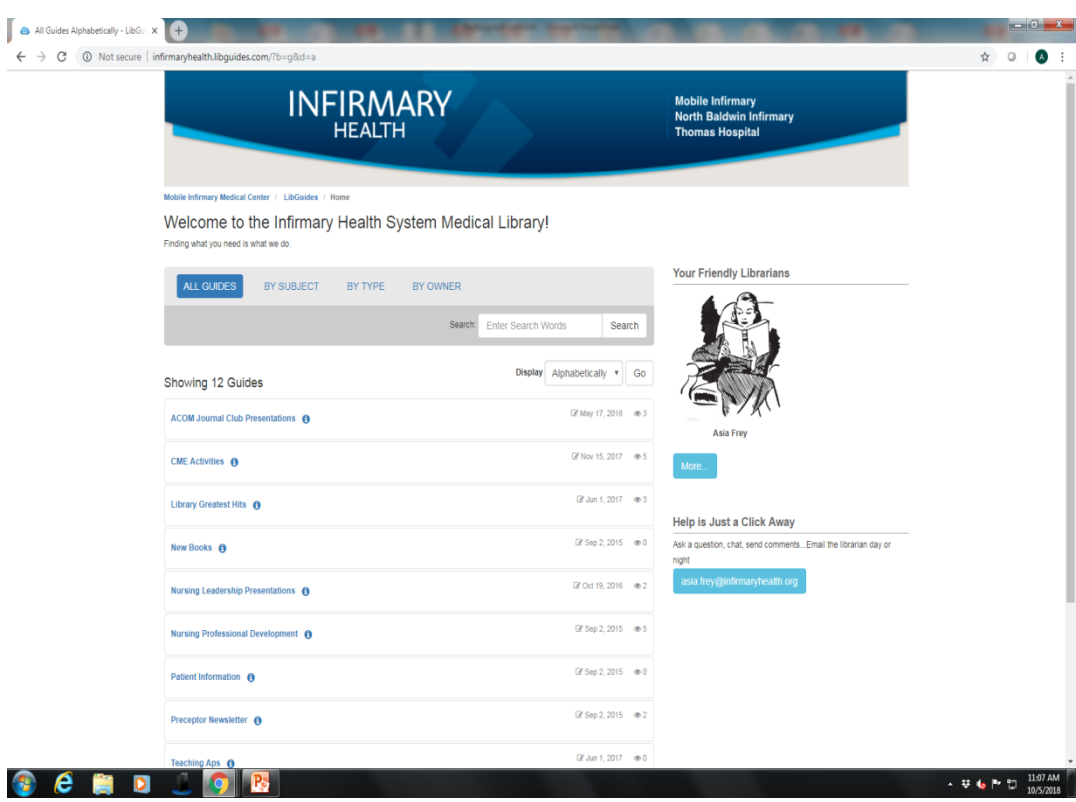 All Guides Alphabetically - LibGu
Not secure | infirmaryhealth.libguides.com/?b=g&d=a
A
INFIRMARY
HEALTH
Mobile Infirmary
North Baldwin Infirmary
Thomas Hospital
Mobile Infirmary Medical Center / LibGuides / Home
Welcome to the Infirmary Health System Medical Library!
Finding what you need is what we do.
ALL GUIDES BY SUBJECT BY TYPE BY OWNER
Search: Enter Search Words Search
Showing 12 Guides
Display Alphabetically Go
ACOM Journal Club Presentations May 17, 2018 3
CME Activities Nov 15, 2017 5
Library Greatest Hits Jun 1, 2017 3
New Books Sep 2, 2015 0
Nursing Leadership Presentations Oct 19, 2016 2
Nursing Professional Development Sep 2, 2015 5
Patient Information Sep 2, 2015 0
Preceptor Newsletter Sep 2, 2015 2
Teaching Aps Jun 1, 2017 0
Your Friendly Librarians
Asia Frey
More...
Help is Just a Click Away
Ask a question, chat, send comments...Email the librarian day or
night
asia.frey@infirmaryhealth.org
11:07 AM
10/5/2018